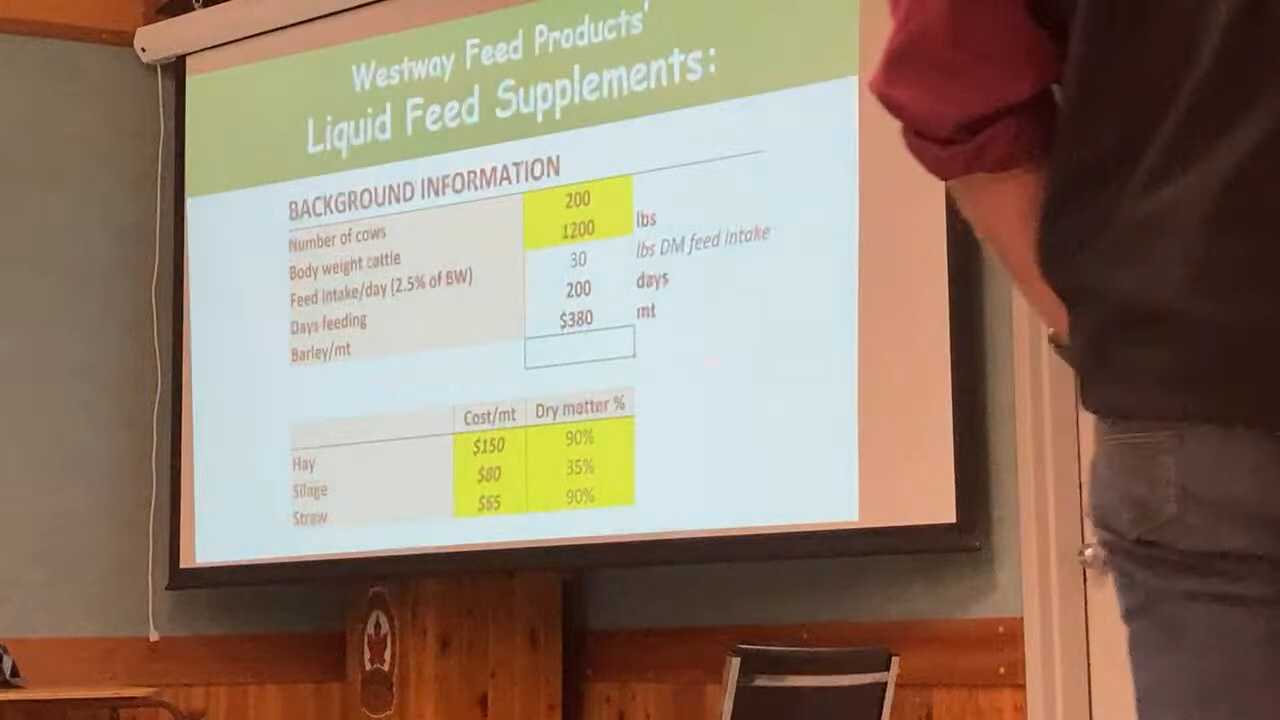 Westway Feed Products'
Liquid Feed Supplements:
BACKGROUND INFORMATION
Number of cows 200
Body weight cattle 1200 lbs
Feed intake/day (2.5% of BW) 30 lbs DM feed intake
Days feeding 200 days
Barley/mt $380 mt
Cost/mt Dry matter %
Hay $150 90%
Silage $80 35%
Straw $65 90%